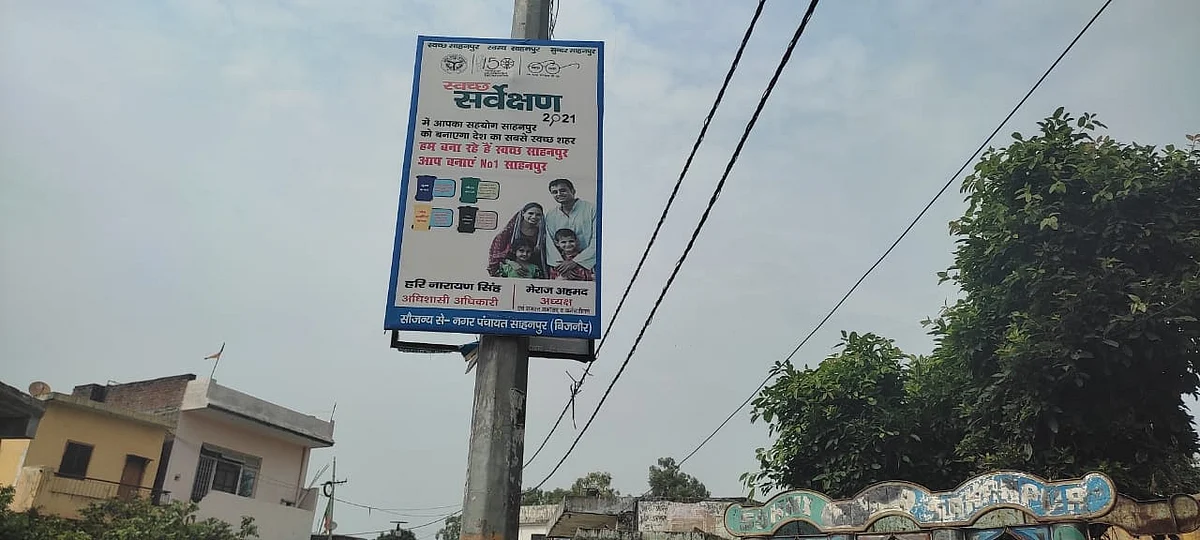 स्वच्छ साहनपुर स्वस्थ साहनपुर सुन्दर साहनपुर
स्वच्छ
सर्वेक्षण
2021
में आपका सहयोग साहनपुर
को बनाएगा देश का सबसे स्वच्छ शहर
हम बना रहे हैं स्वच्छ साहनपुर
आप बनाएं No1 साहनपुर
हरि नारायण सिंह
अधिशासी अधिकारी
मेराज अहमद
अध्यक्ष
सौजन्य से- नगर पंचायत साहनपुर (बिजनौर)